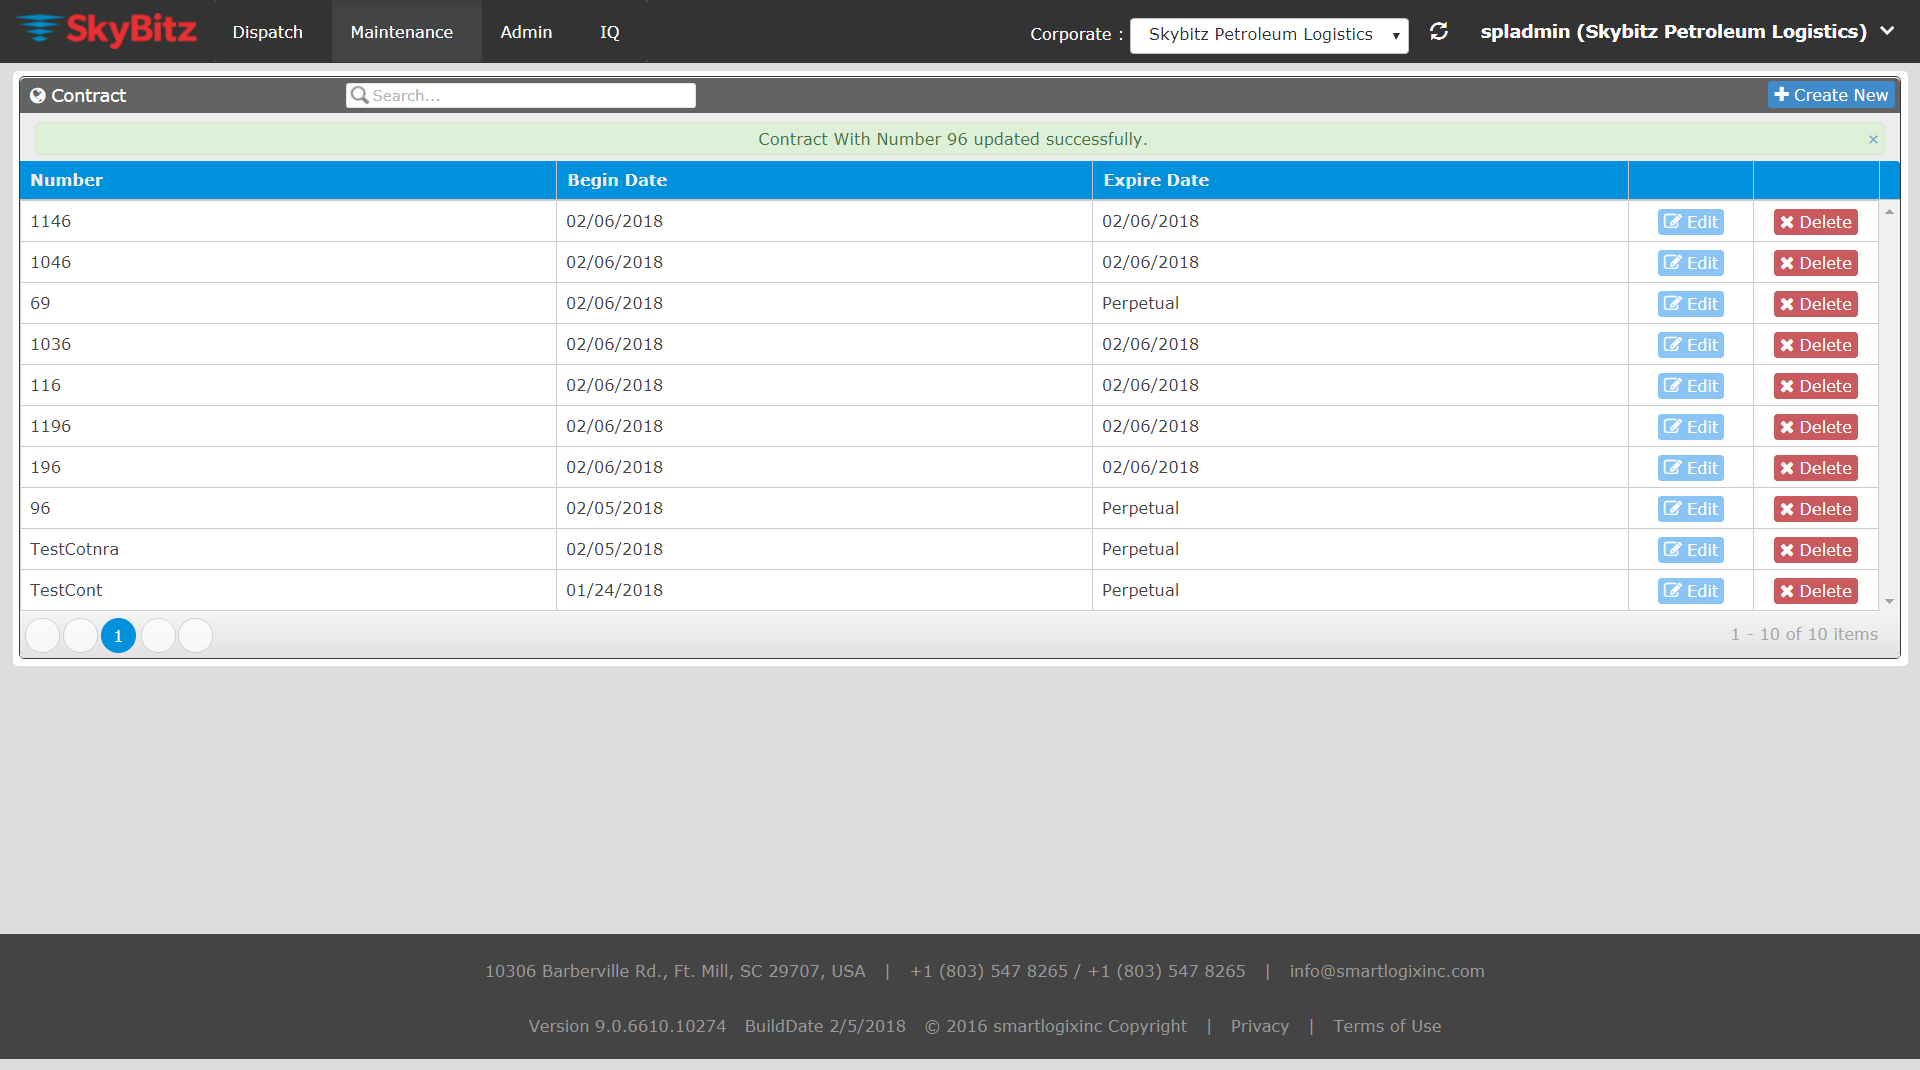 SkyBitz Dispatch Maintenance Admin IQ Corporate : Skybitz Petroleum Logistics spladmin (Skybitz Petroleum Logistics)
Contract Search... Create New
Contract With Number 96 updated successfully. ×
Number Begin Date Expire Date
1146 02/06/2018 02/06/2018 Edit Delete
1046 02/06/2018 02/06/2018 Edit Delete
69 02/06/2018 Perpetual Edit Delete
1036 02/06/2018 02/06/2018 Edit Delete
116 02/06/2018 02/06/2018 Edit Delete
1196 02/06/2018 02/06/2018 Edit Delete
196 02/06/2018 02/06/2018 Edit Delete
96 02/05/2018 Perpetual Edit Delete
TestCotnra 02/05/2018 Perpetual Edit Delete
TestCont 01/24/2018 Perpetual Edit Delete
1 1 - 10 of 10 items
10306 Barberville Rd., Ft. Mill, SC 29707, USA | +1 (803) 547 8265 / +1 (803) 547 8265 | info@smartlogixinc.com
Version 9.0.6610.10274 BuildDate 2/5/2018 © 2016 smartlogixinc Copyright | Privacy | Terms of Use